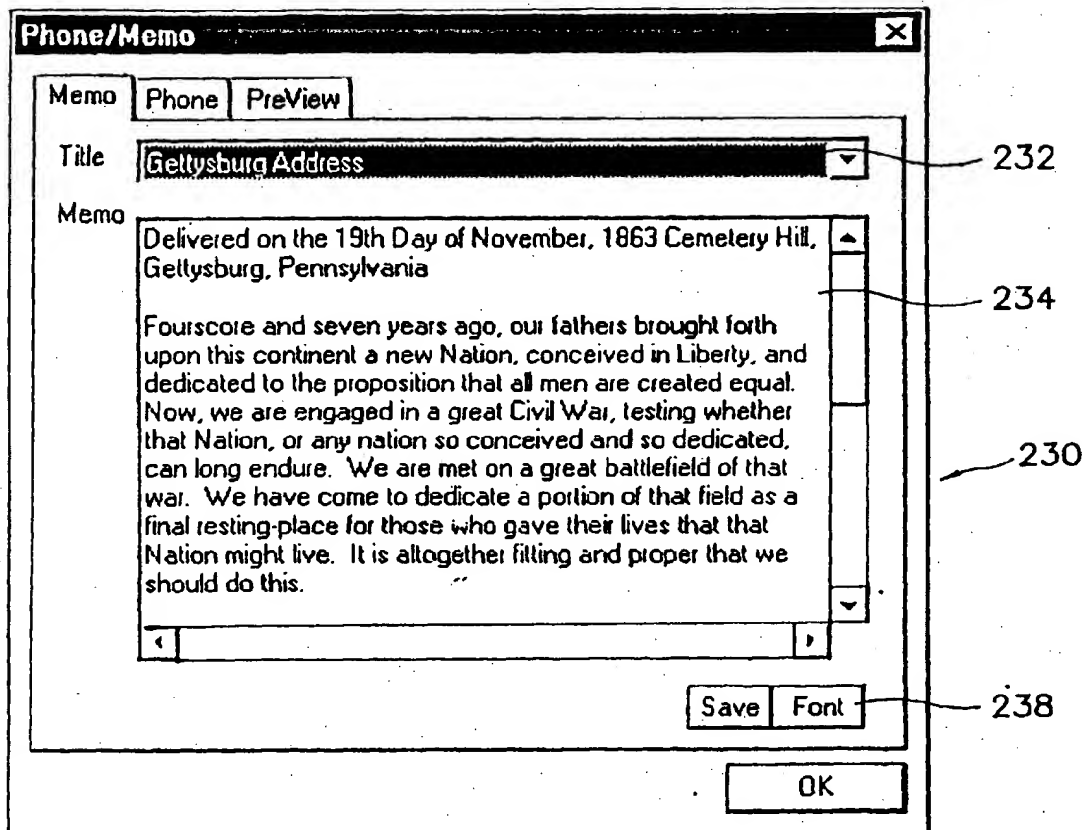 Phone/Memo
Memo Phone PreView
Title Gettysburg Address 232
Memo
Delivered on the 19th Day of November, 1863 Cemetery Hill,
Gettysburg, Pennsylvania
234
Fourscore and seven years ago, our fathers brought forth
upon this continent a new Nation, conceived in Liberty, and
dedicated to the proposition that all men are created equal.
Now, we are engaged in a great Civil War, testing whether
that Nation, or any nation so conceived and so dedicated,
can long endure. We are met on a great battlefield of that
230
war. We have come to dedicate a portion of that field as a
final resting-place for those who gave their lives that that
Nation might live. It is altogether fitting and proper that we
should do this.
Save Font 238
OK